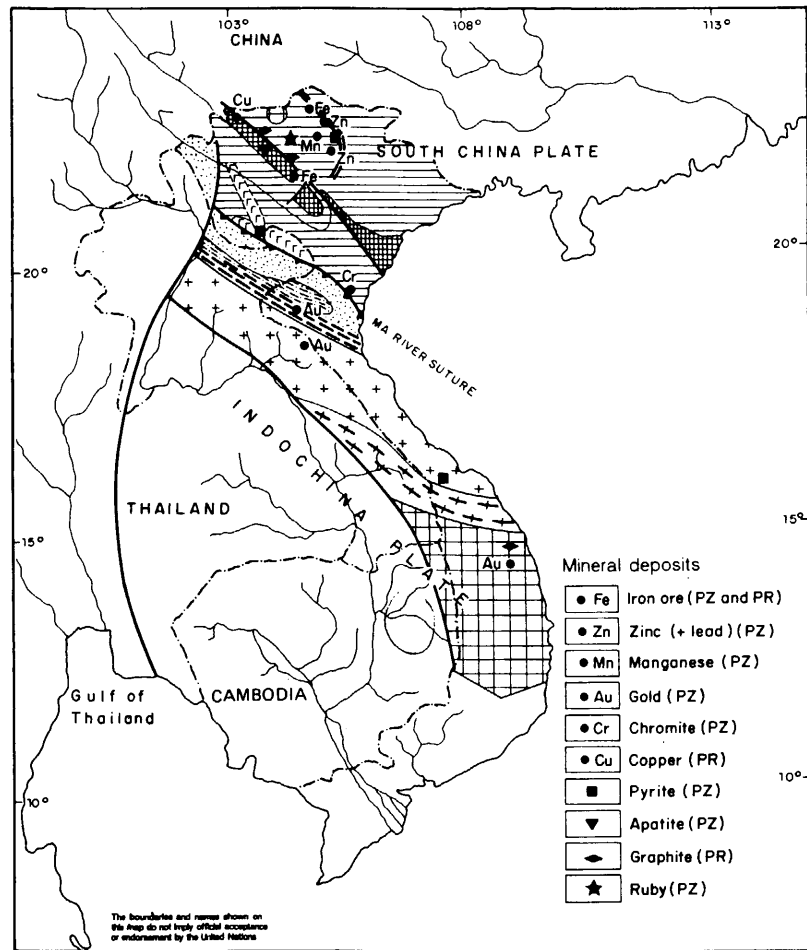 103°
108°
113°
CHINA
Cu
Fe
Zn
Mn
Zn
SOUTH CHINA PLATE
Fe
20°
20°
Cr
Au
Au
MA RIVER SUTURE
INDOCHINA PLATE
THAILAND
15°
15°
Au
Mineral deposits
Fe Iron ore (PZ and PR)
Zn Zinc (+ lead) (PZ)
Mn Manganese (PZ)
Au Gold (PZ)
Cr Chromite (PZ)
Cu Copper (PR)
Pyrite (PZ)
Apatite (PZ)
Graphite (PR)
Ruby (PZ)
Gulf of
Thailand
CAMBODIA
10°
10°
The boundaries and names shown on
this map do not imply official acceptance
or endorsement by the United Nations